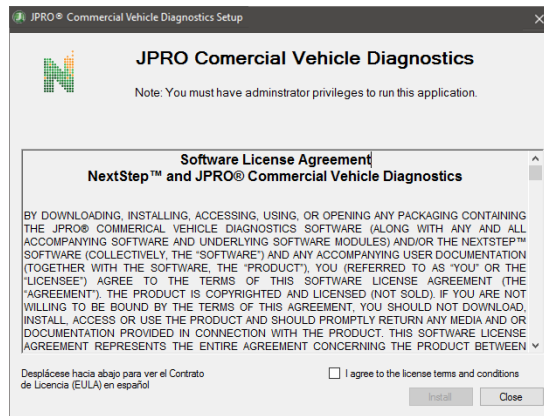 JPRO® Commercial Vehicle Diagnostics Setup
JPRO Comercial Vehicle Diagnostics
Note: You must have adminstrator privileges to run this application.
Software License Agreement
NextStep™ and JPRO® Commercial Vehicle Diagnostics
BY DOWNLOADING, INSTALLING, ACCESSING, USING, OR OPENING ANY PACKAGING CONTAINING
THE JPRO® COMMERICAL VEHICLE DIAGNOSTICS SOFTWARE (ALONG WITH ANY AND ALL
ACCOMPANYING SOFTWARE AND UNDERLYING SOFTWARE MODULES) AND/OR THE NEXTSTEP™
SOFTWARE (COLLECTIVELY, THE “SOFTWARE”) AND ANY ACCOMPANYING USER DOCUMENTATION
(TOGETHER WITH THE SOFTWARE, THE “PRODUCT”), YOU (REFERRED TO AS “YOU” OR THE
“LICENSEE”) AGREE TO THE TERMS OF THIS SOFTWARE LICENSE AGREEMENT (THE
“AGREEMENT”). THE PRODUCT IS COPYRIGHTED AND LICENSED (NOT SOLD). IF YOU ARE NOT
WILLING TO BE BOUND BY THE TERMS OF THIS AGREEMENT, YOU SHOULD NOT DOWNLOAD,
INSTALL, ACCESS OR USE THE PRODUCT AND SHOULD PROMPTLY RETURN ANY MEDIA AND OR
DOCUMENTATION PROVIDED IN CONNECTION WITH THE PRODUCT. THIS SOFTWARE LICENSE
AGREEMENT REPRESENTS THE ENTIRE AGREEMENT CONCERNING THE PRODUCT BETWEEN
Desplácese hacia abajo para ver el Contrato
de Licencia (EULA) en español
I agree to the license terms and conditions
Install
Close